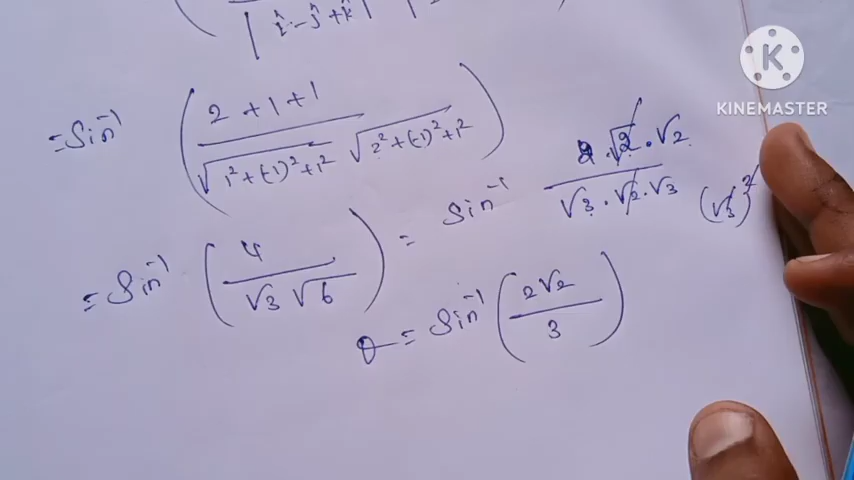 |î - ĵ + k̂|
= Sin⁻¹ ( 2 + 1 + 1 / √1² + (-1)² + 1² √2² + (-1)² + 1² )
= Sin⁻¹ ( 4 / √3 √6 ) = Sin⁻¹ 2 . √2 . √2 / √3 . √2 . √3 (√3)²
θ = Sin⁻¹ ( 2√2 / 3 )
K
KINEMASTER